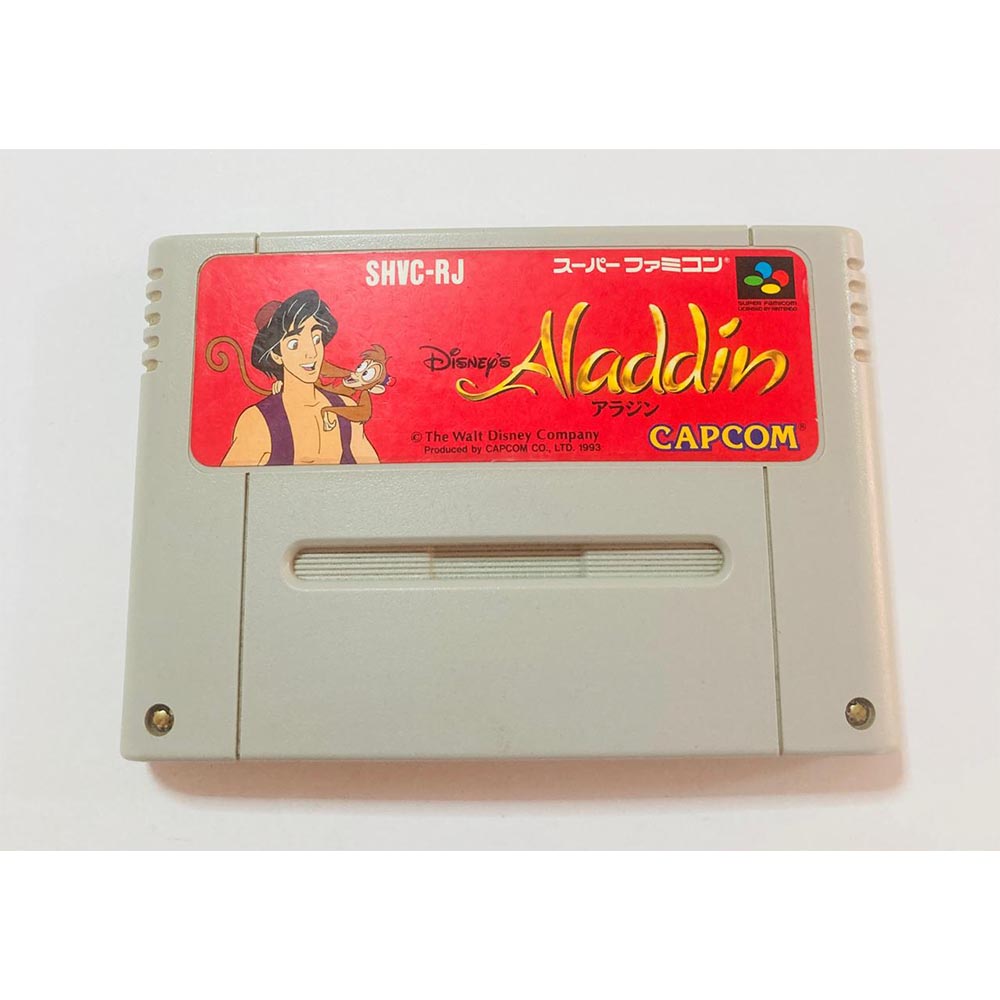 SHVC-RJ
スーパーファミコン®
SUPER FAMICOM
LICENSED BY NINTENDO
Disney's Aladdin
アラジン
© The Walt Disney Company
Produced by CAPCOM CO., LTD. 1993
CAPCOM®